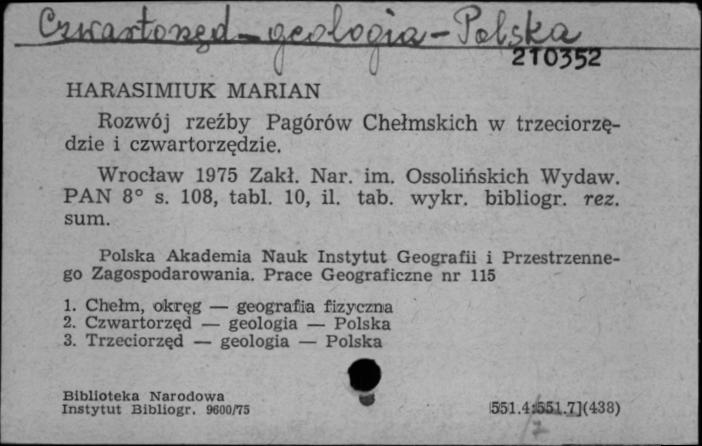 Czwartorzęd - geologia - Polska
210352
HARASIMIUK MARIAN
Rozwój rzeźby Pagórów Chełmskich w trzeciorzę-
dzie i czwartorzędzie.
Wrocław 1975 Zakł. Nar. im. Ossolińskich Wydaw.
PAN 8° s. 108, tabl. 10, il. tab. wykr. bibliogr. rez.
sum.
Polska Akademia Nauk Instytut Geografii i Przestrzenne-
go Zagospodarowania. Prace Geograficzne nr 115
1. Chełm, okręg — geografia fizyczna
2. Czwartorzęd — geologia — Polska
3. Trzeciorzęd — geologia — Polska
Biblioteka Narodowa
Instytut Bibliogr. 9600/75
[551.4:551.7](438)